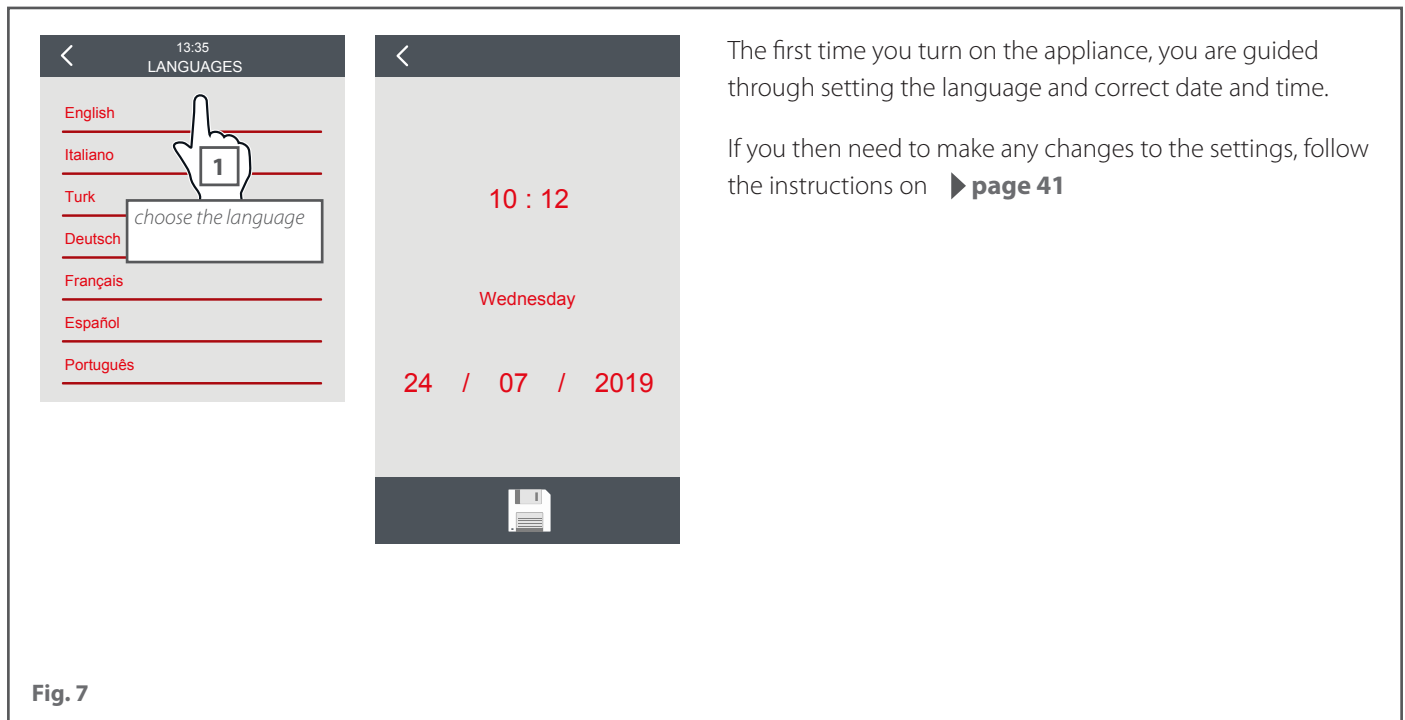 13:35
LANGUAGES
English
Italiano
Turk
Deutsch
Français
Español
Português
1
choose the language
10 : 12
Wednesday
24 / 07 / 2019
The first time you turn on the appliance, you are guided
through setting the language and correct date and time.
If you then need to make any changes to the settings, follow
the instructions on page 41
Fig. 7